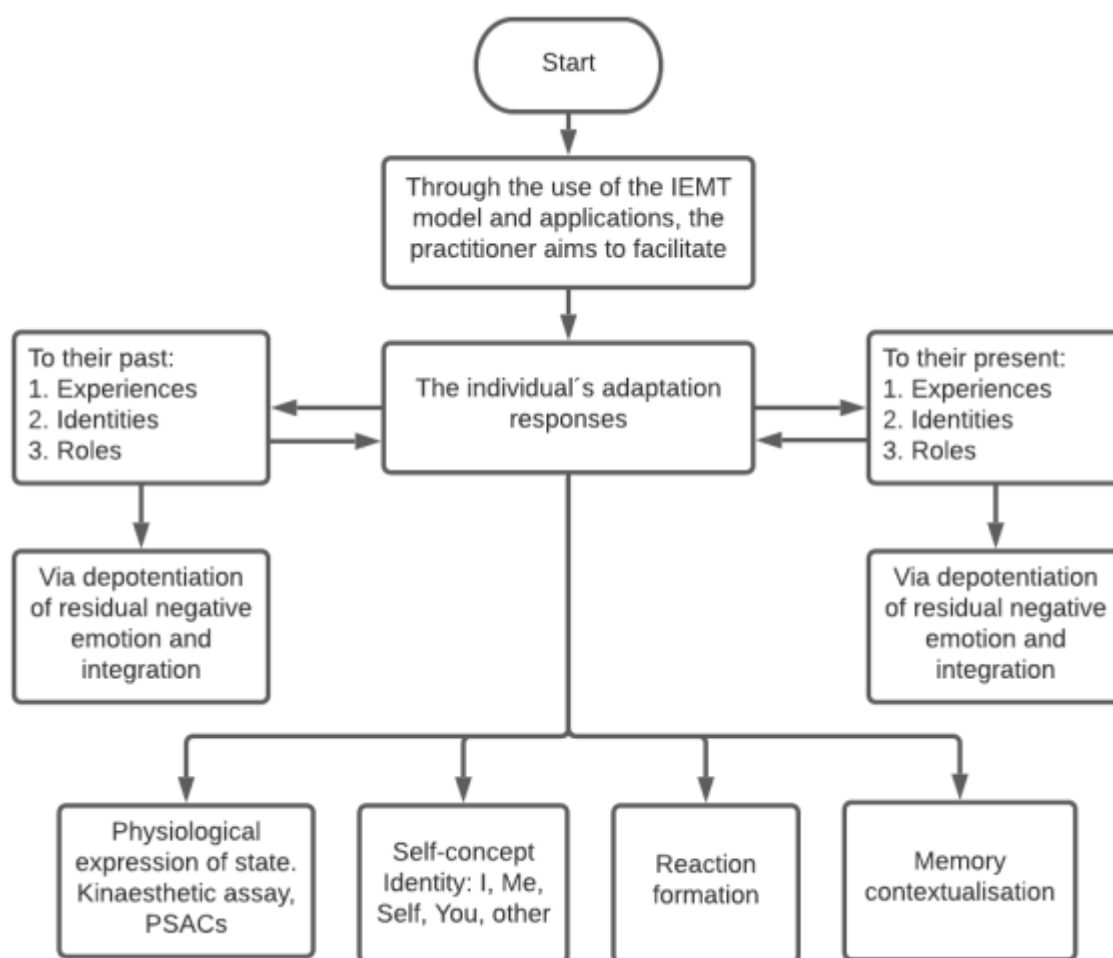 Start
Through the use of the IEMT
model and applications, the
practitioner aims to facilitate
To their past:
1. Experiences
2. Identities
3. Roles
The individual´s adaptation
responses
To their present:
1. Experiences
2. Identities
3. Roles
Via depotentiation
of residual negative
emotion and
integration
Via depotentiation
of residual negative
emotion and
integration
Physiological
expression of state.
Kinaesthetic assay,
PSACs
Self-concept
Identity: I, Me,
Self, You, other
Reaction
formation
Memory
contextualisation